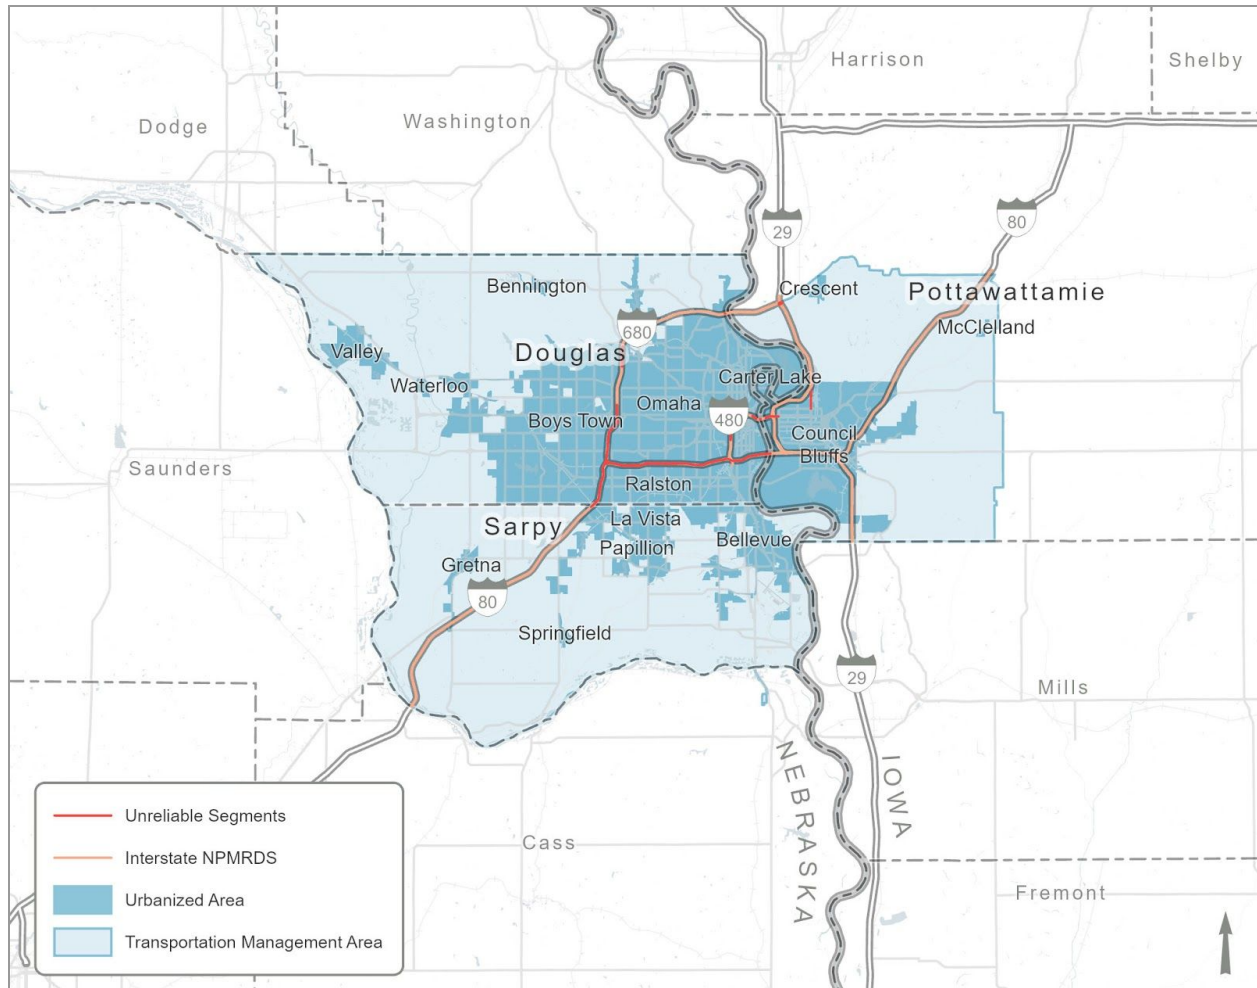 Harrison
Shelby
Dodge
Washington
29
80
Bennington
Crescent
Pottawattamie
McClelland
680
Douglas
Valley
Waterloo
Carter Lake
Omaha
Boys Town
480
Council
Bluffs
Saunders
Ralston
Sarpy
La Vista
Papillion
Bellevue
Gretna
80
Springfield
29
Mills
NEBRASKA
IOWA
Cass
Fremont
Unreliable Segments
Interstate NPMRDS
Urbanized Area
Transportation Management Area